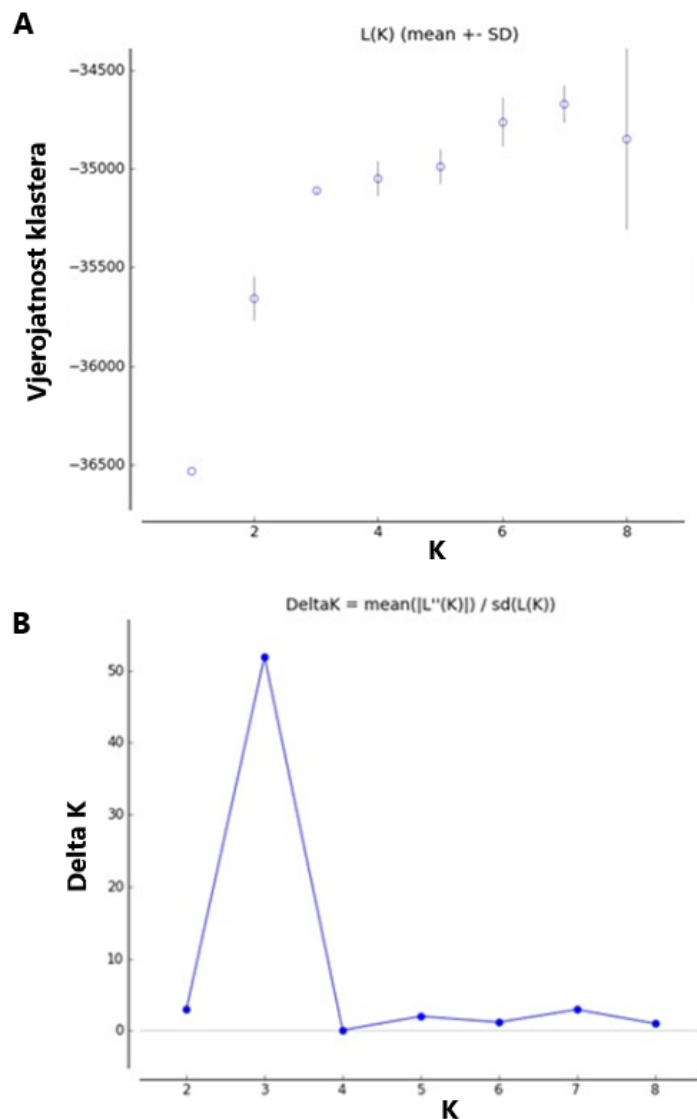 A
L(K) (mean +- SD)
Vjerojatnost klastera
−34500
−35000
−35500
−36000
−36500
2 4 6 8
K
B
DeltaK = mean(|L''(K)|) / sd(L(K))
Delta K
50
40
30
20
10
0
2 3 4 5 6 7 8
K